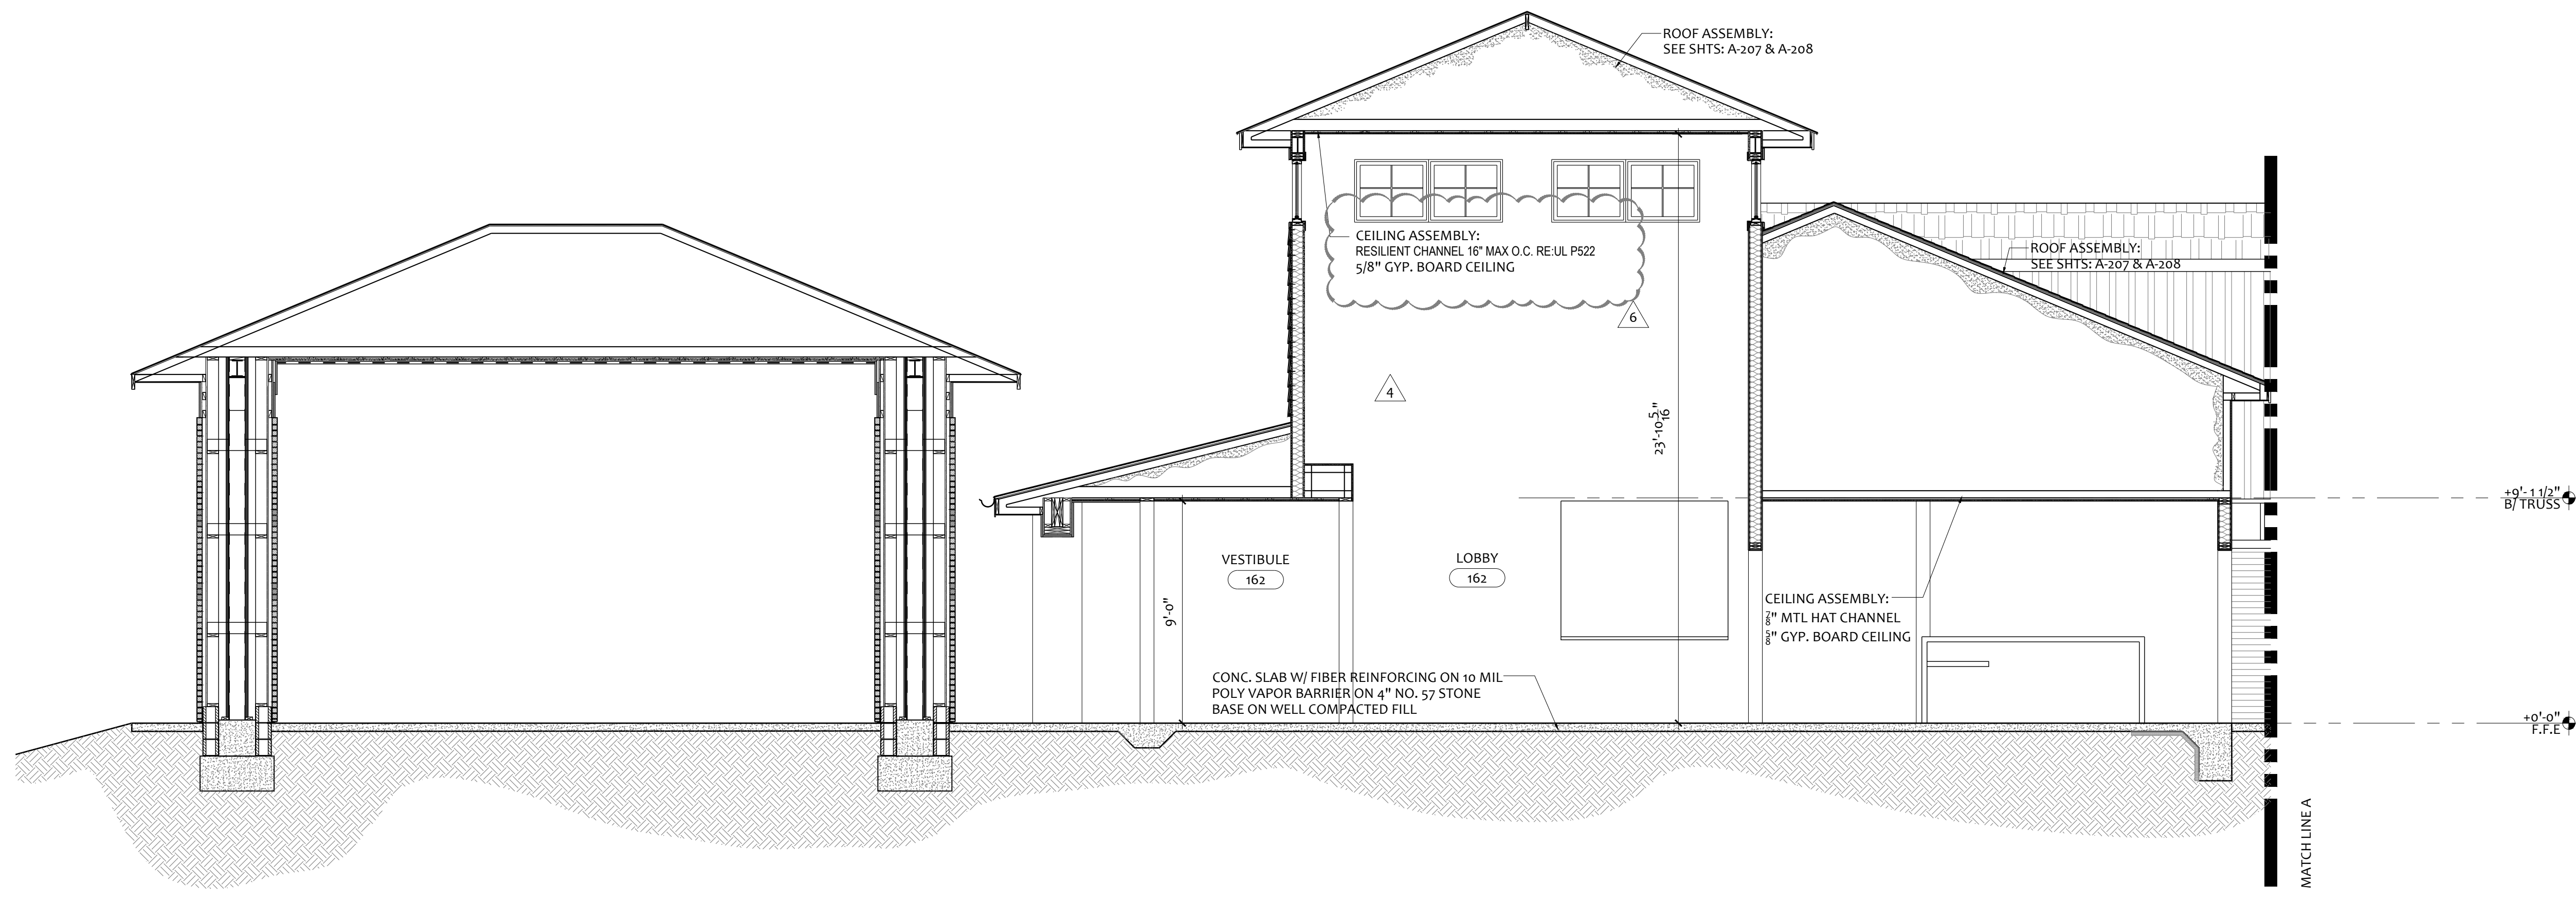 ROOF ASSEMBLY:
SEE SHTS: A-207 & A-208
CEILING ASSEMBLY:
RESILIENT CHANNEL 16" MAX O.C. RE:UL P522
5/8" GYP. BOARD CEILING
6
ROOF ASSEMBLY:
SEE SHTS: A-207 & A-208
4
23'-10 5/16"
+9'-1 1/2"
B/ TRUSS
VESTIBULE
162
LOBBY
162
9'-0"
CEILING ASSEMBLY:
7/8" MTL HAT CHANNEL
5/8" GYP. BOARD CEILING
CONC. SLAB W/ FIBER REINFORCING ON 10 MIL
POLY VAPOR BARRIER ON 4" NO. 57 STONE
BASE ON WELL COMPACTED FILL
+0'-0"
F.F.E
MATCH LINE A